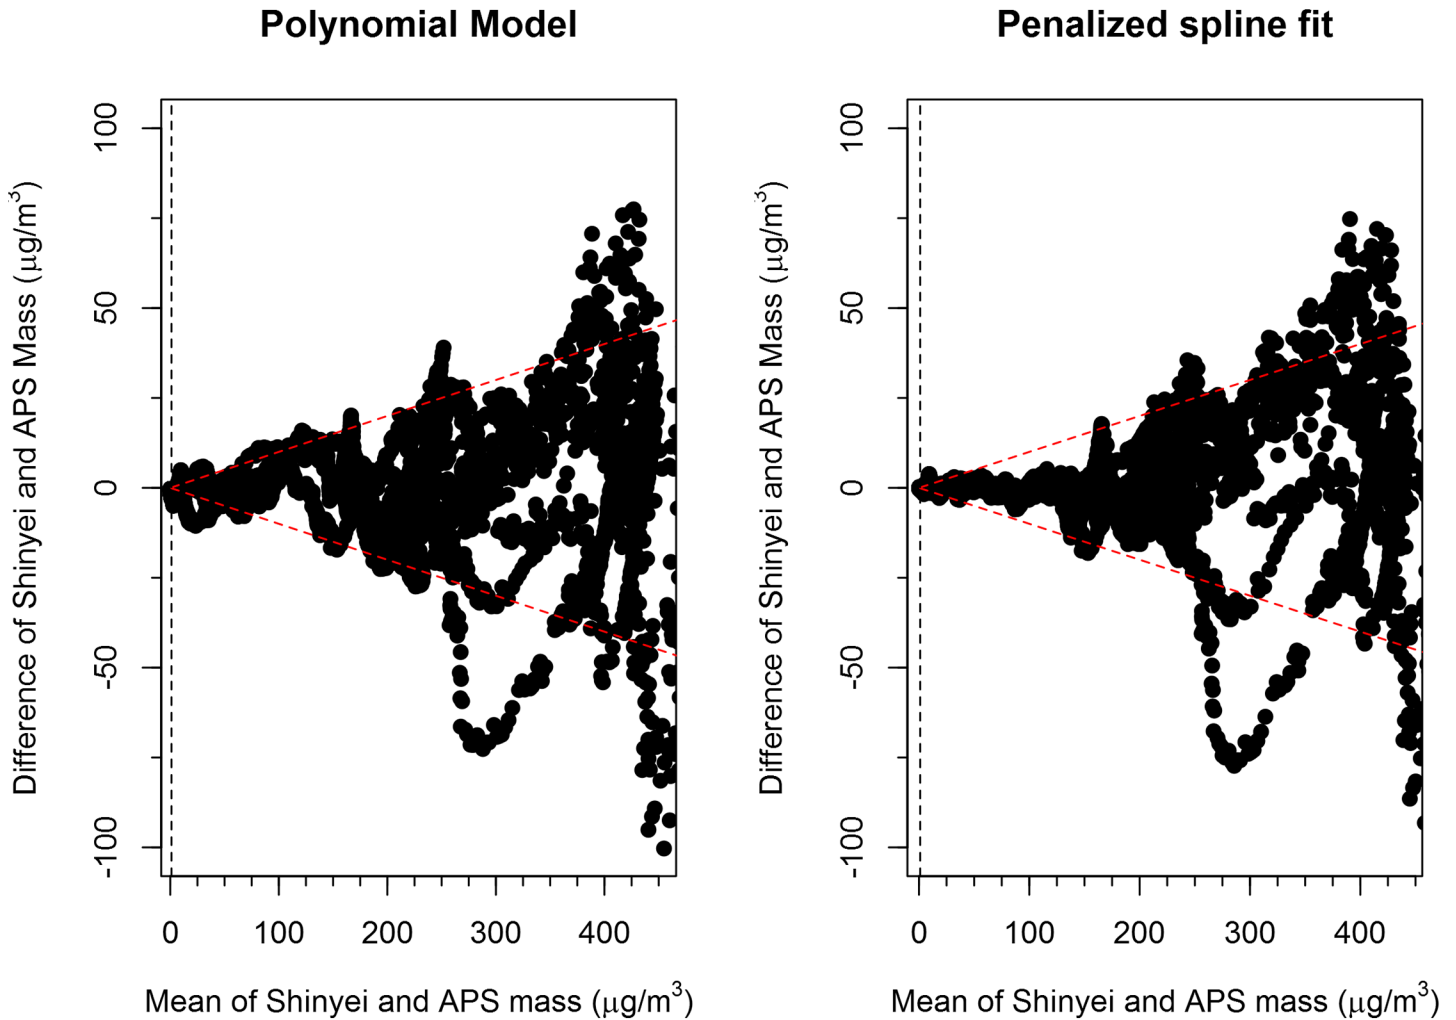 Polynomial Model
Difference of Shinyei and APS Mass (μg/m³)
100
50
0
-50
-100
0 100 200 300 400
Mean of Shinyei and APS mass (μg/m³)
Penalized spline fit
Difference of Shinyei and APS Mass (μg/m³)
100
50
0
-50
-100
0 100 200 300 400
Mean of Shinyei and APS mass (μg/m³)